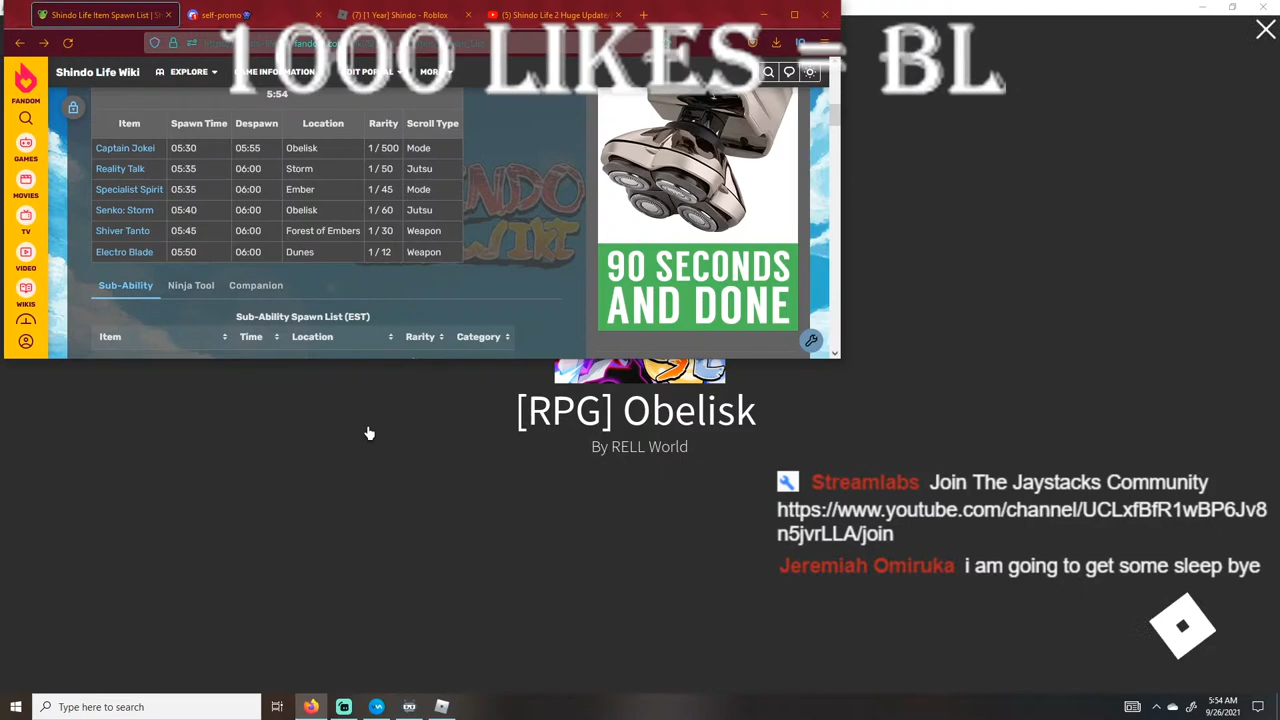 Shindo Life Item Spawn List | S
self-promo
(7) [1 Year] Shindo - Roblox
(5) Shindo Life 2 Huge Update
1000 LIKES = BL
FANDOM
GAMES
MOVIES
TV
VIDEO
WIKIS
Shindo Life Wiki
EXPLORE
GAME INFORMATION
EDIT PORTAL
MOR
5:54
Item Spawn Time Despawn Location Rarity Scroll Type
Captain Jokei 05:30 05:55 Obelisk 1 / 500 Mode
Reality Talk 05:35 06:00 Storm 1 / 50 Jutsu
Specialist Spirit 05:35 06:00 Ember 1 / 45 Mode
Senko: Storm 05:40 06:00 Obelisk 1 / 60 Jutsu
Shiver Tanto 05:45 06:00 Forest of Embers 1 / 30 Weapon
Electro Blade 05:50 06:00 Dunes 1 / 12 Weapon
Sub-Ability Ninja Tool Companion
Sub-Ability Spawn List (EST)
Item Time Location Rarity Category
90 SECONDS
AND DONE
[RPG] Obelisk
By RELL World
Streamlabs Join The Jaystacks Community
https://www.youtube.com/channel/UCLxfBfR1wBP6Jv8
n5jvrLLA/join
Jeremiah Omiruka i am going to get some sleep bye
Type here to search
5:54 AM
9/26/2021